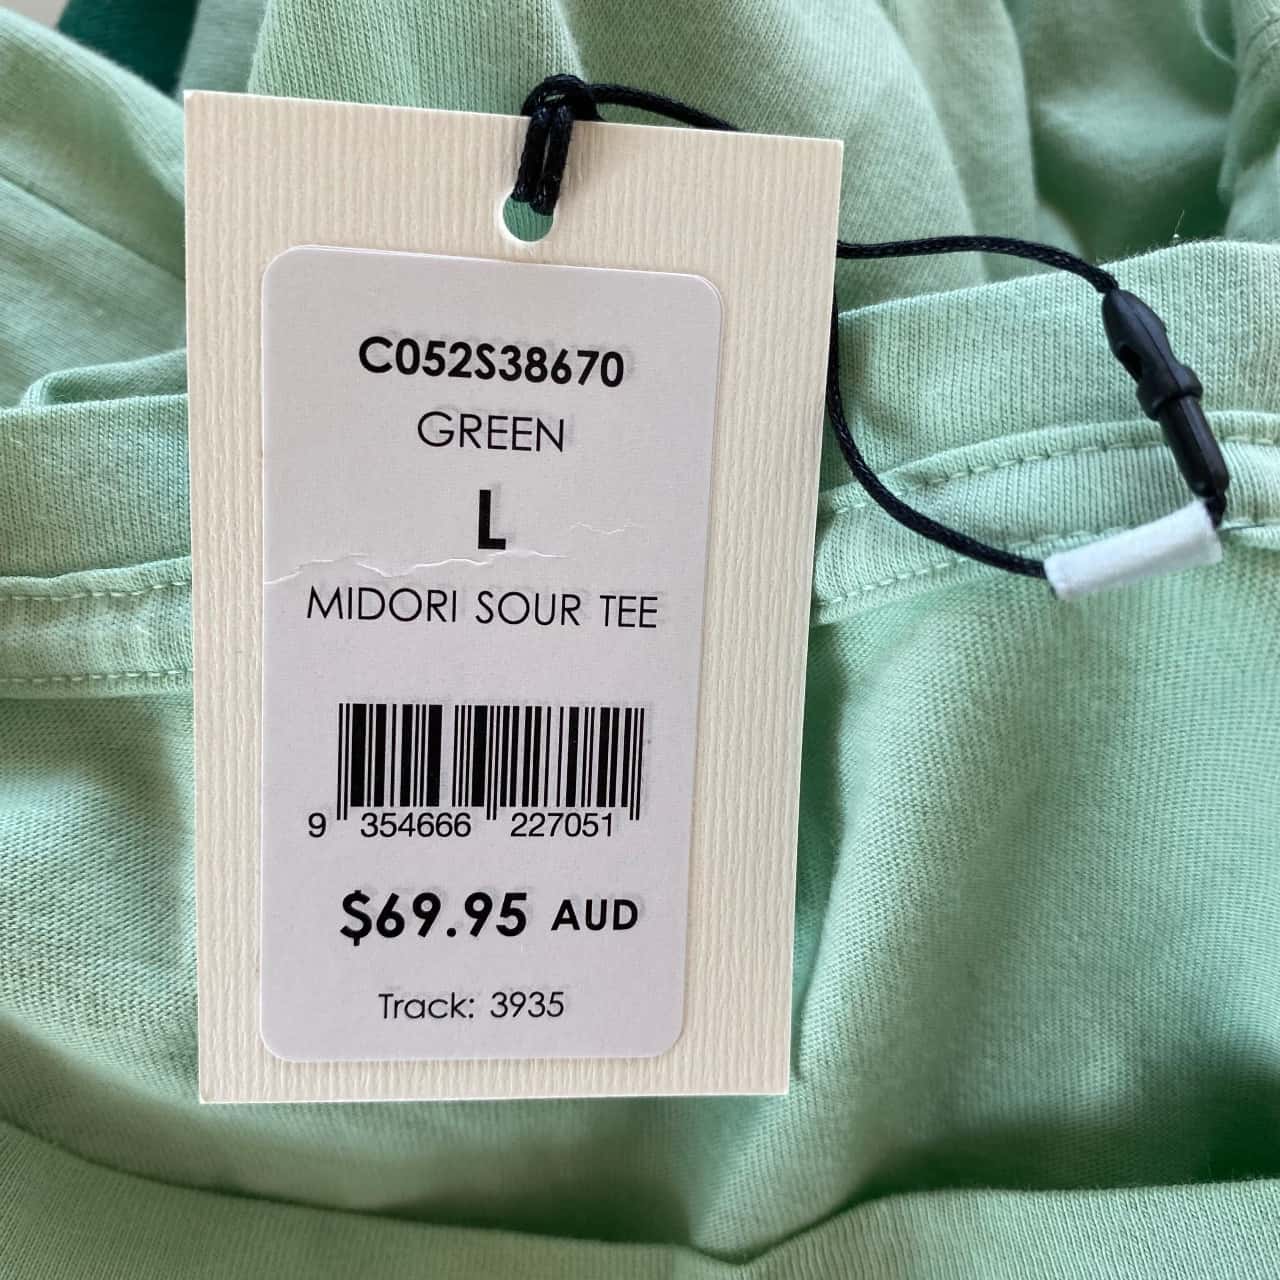 C052S38670
GREEN
L
MIDORI SOUR TEE
9 354666 227051
$69.95 AUD
Track: 3935